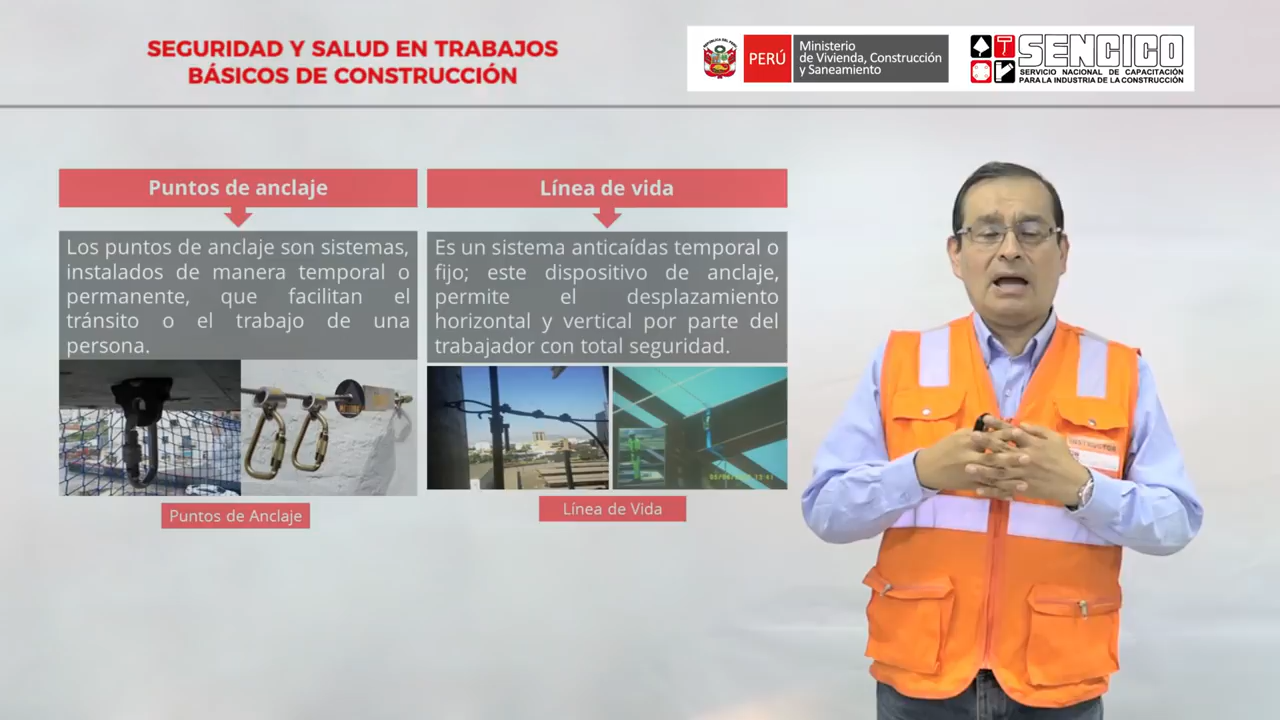 SEGURIDAD Y SALUD EN TRABAJOS
BÁSICOS DE CONSTRUCCIÓN
PERÚ
Ministerio
de Vivienda, Construcción
y Saneamiento
SENCICO
SERVICIO NACIONAL DE CAPACITACIÓN
PARA LA INDUSTRIA DE LA CONSTRUCCIÓN
Puntos de anclaje
Los puntos de anclaje son sistemas,
instalados de manera temporal o
permanente, que facilitan el
tránsito o el trabajo de una
persona.
Puntos de Anclaje
Línea de vida
Es un sistema anticaídas temporal o
fijo; este dispositivo de anclaje,
permite el desplazamiento
horizontal y vertical por parte del
trabajador con total seguridad.
Línea de Vida
INSTRUCTOR